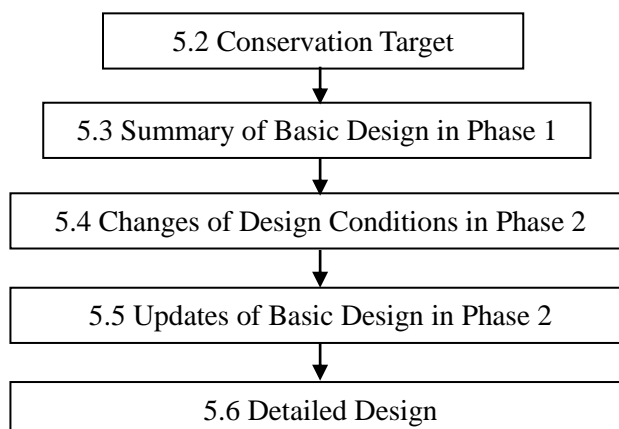 5.2 Conservation Target
5.3 Summary of Basic Design in Phase 1
5.4 Changes of Design Conditions in Phase 2
5.5 Updates of Basic Design in Phase 2
5.6 Detailed Design